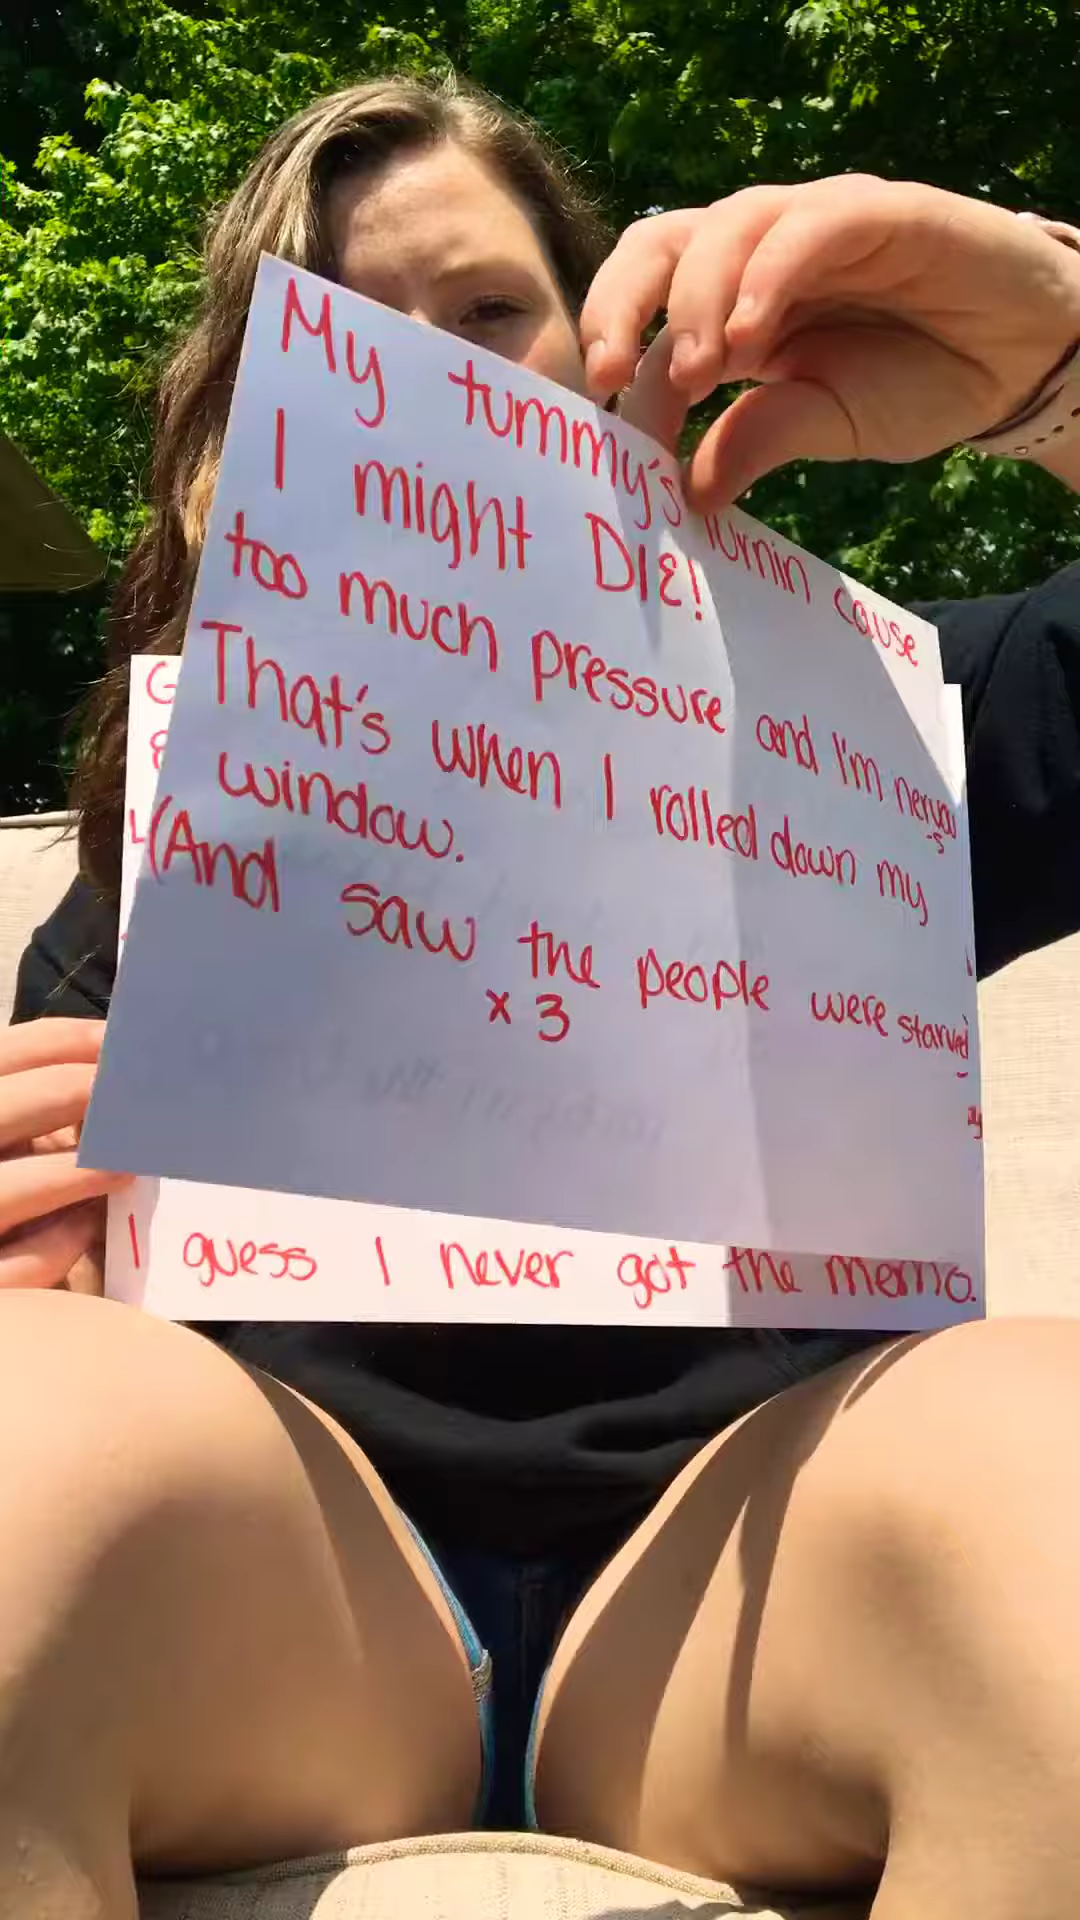 My tummy's turnin cause
I might DIE!
too much pressure and I'm nervous
That's when I rolled down my
window.
(And saw the people were starved
x 3
I guess I never got the memo.